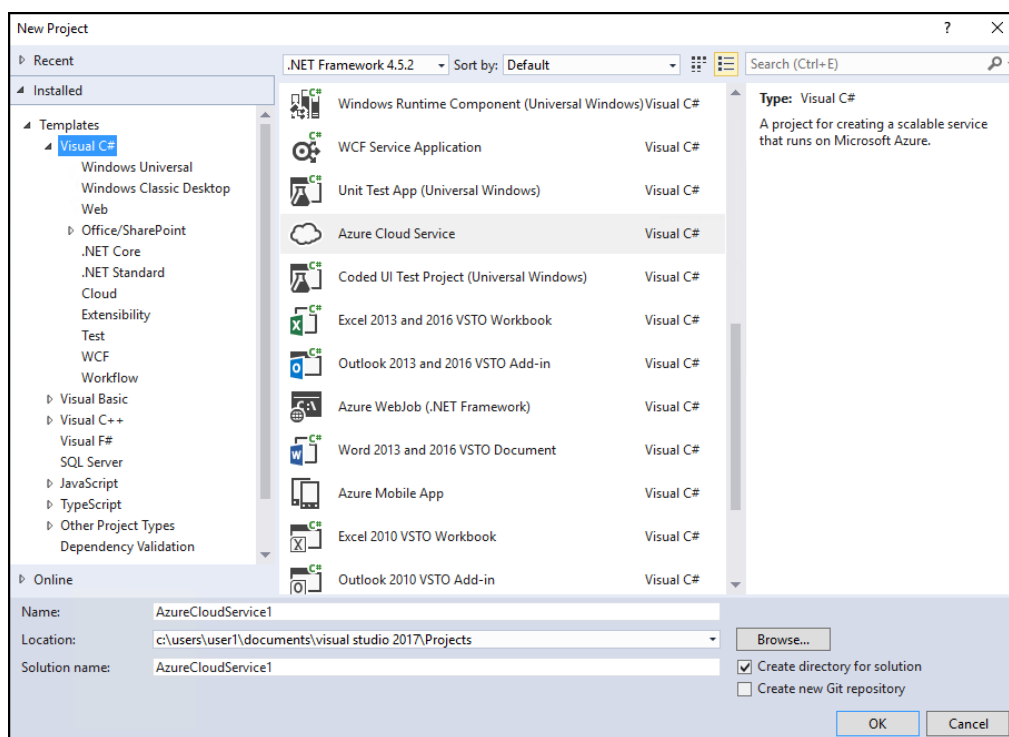 New Project
Recent
.NET Framework 4.5.2 Sort by: Default Search (Ctrl+E)
Installed
Templates
Visual C#
Windows Universal
Windows Classic Desktop
Web
Office/SharePoint
.NET Core
.NET Standard
Cloud
Extensibility
Test
WCF
Workflow
Visual Basic
Visual C++
Visual F#
SQL Server
JavaScript
TypeScript
Other Project Types
Dependency Validation
Online
C# Windows Runtime Component (Universal Windows) Visual C#
C# WCF Service Application Visual C#
C# Unit Test App (Universal Windows) Visual C#
Azure Cloud Service Visual C#
C# Coded UI Test Project (Universal Windows) Visual C#
C# Excel 2013 and 2016 VSTO Workbook Visual C#
C# Outlook 2013 and 2016 VSTO Add-in Visual C#
C# Azure WebJob (.NET Framework) Visual C#
C# Word 2013 and 2016 VSTO Document Visual C#
Azure Mobile App Visual C#
C# Excel 2010 VSTO Workbook Visual C#
C# Outlook 2010 VSTO Add-in Visual C#
Type: Visual C#
A project for creating a scalable service
that runs on Microsoft Azure.
Name: AzureCloudService1
Location: c:\users\user1\documents\visual studio 2017\Projects Browse...
Solution name: AzureCloudService1
Create directory for solution
Create new Git repository
OK Cancel